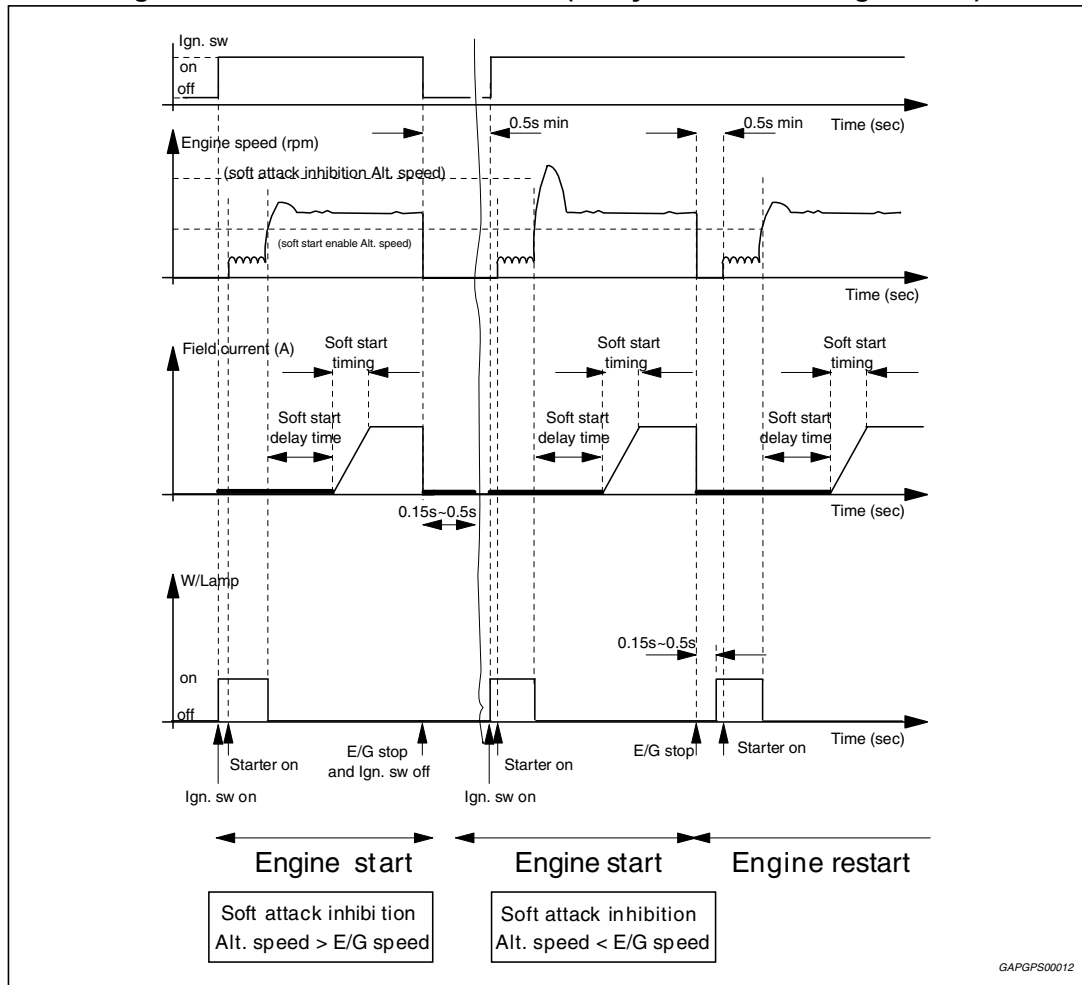 Ign. sw
on
off
Time (sec)
0.5s min
0.5s min
Engine speed (rpm)
(soft attack inhibition Alt. speed)
(soft start enable Alt. speed)
Time (sec)
Field current (A)
Soft start
timing
Soft start
timing
Soft start
timing
Soft start
delay time
Soft start
delay time
Soft start
delay time
Time (sec)
0.15s~0.5s
W/Lamp
0.15s~0.5s
on
off
Time (sec)
Starter on
E/G stop
and Ign. sw off
Starter on
E/G stop
Starter on
Ign. sw on
Ign. sw on
Engine start
Engine start
Engine restart
Soft attack inhibi tion
Alt. speed > E/G speed
Soft attack inhibition
Alt. speed < E/G speed
GAPGPS00012